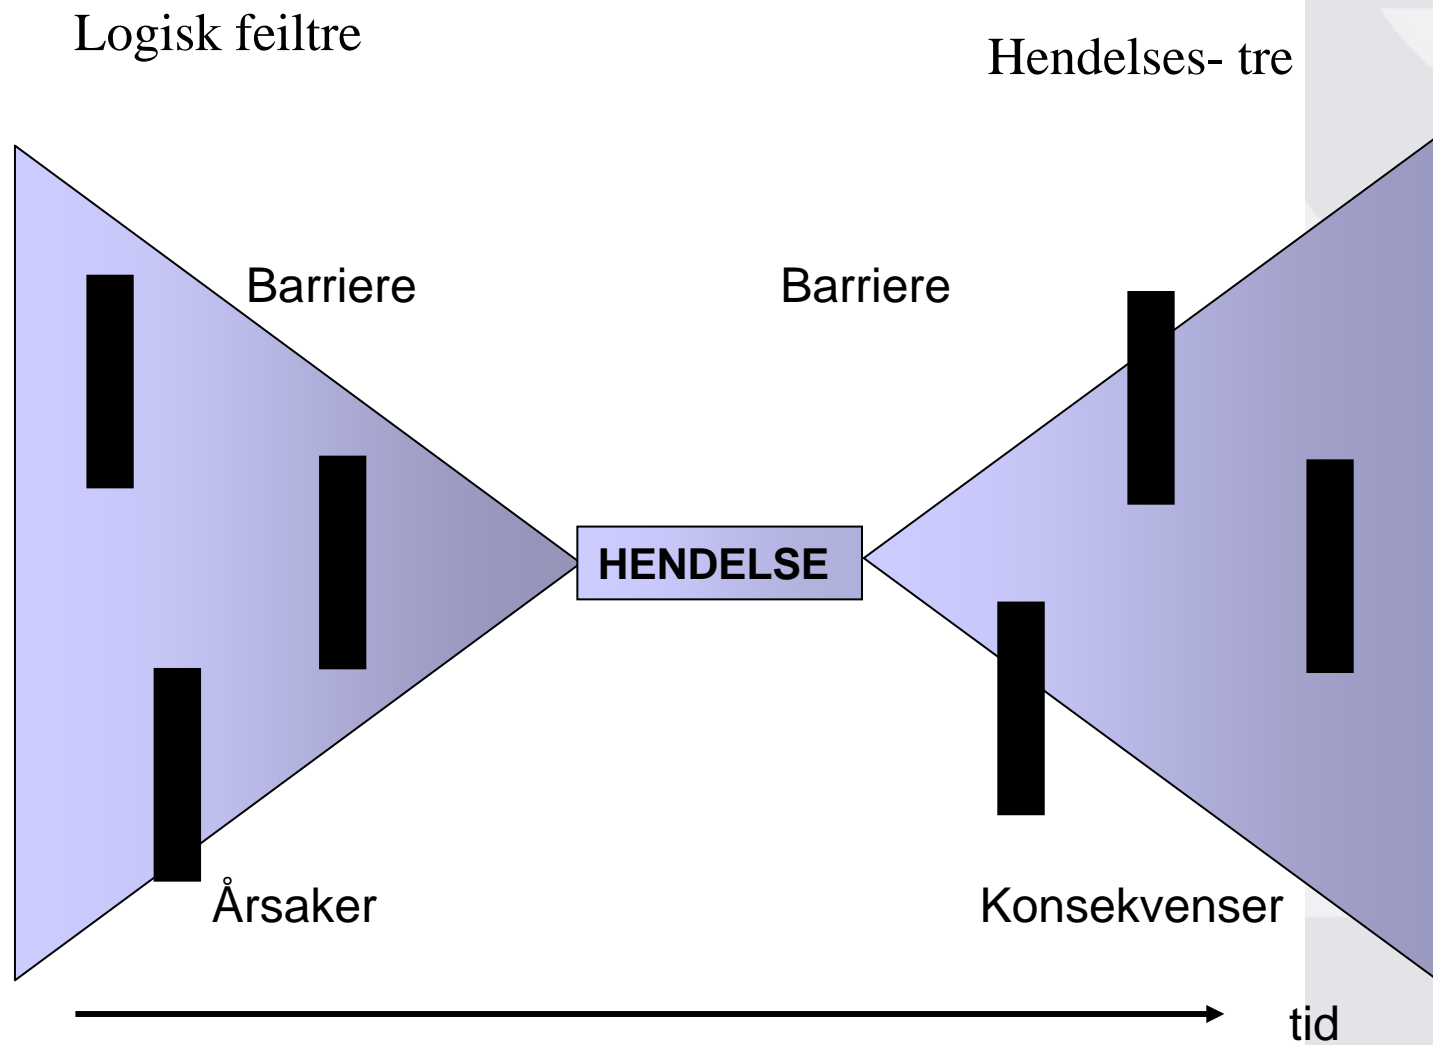 Logisk feiltre
Hendelses- tre
Barriere
Barriere
HENDELSE
Årsaker
Konsekvenser
tid